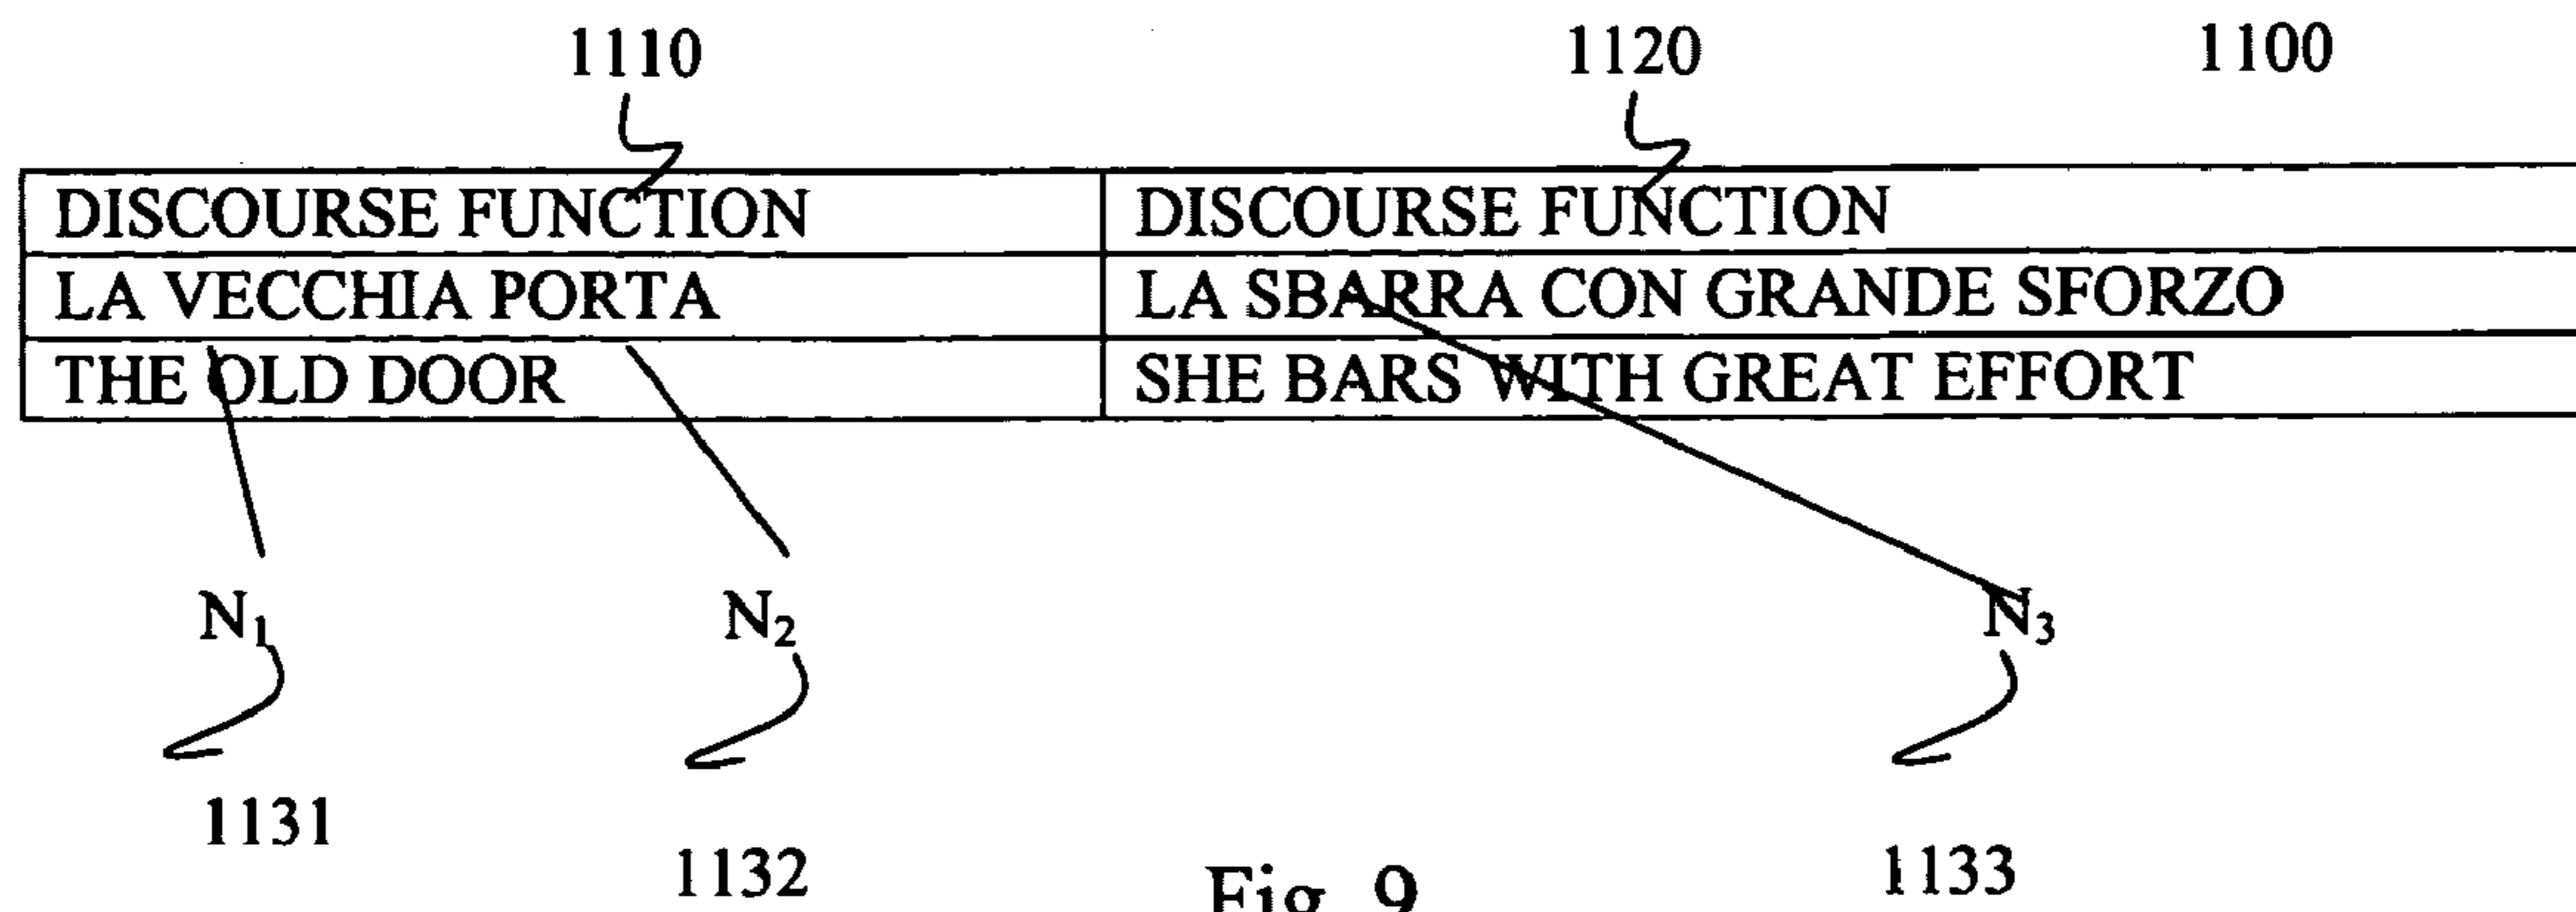 1110 1120 1100
DISCOURSE FUNCTION DISCOURSE FUNCTION
LA VECCHIA PORTA LA SBARRA CON GRANDE SFORZO
THE OLD DOOR SHE BARS WITH GREAT EFFORT
N1 N2 N3
1131
1132 1133
Fig. 9